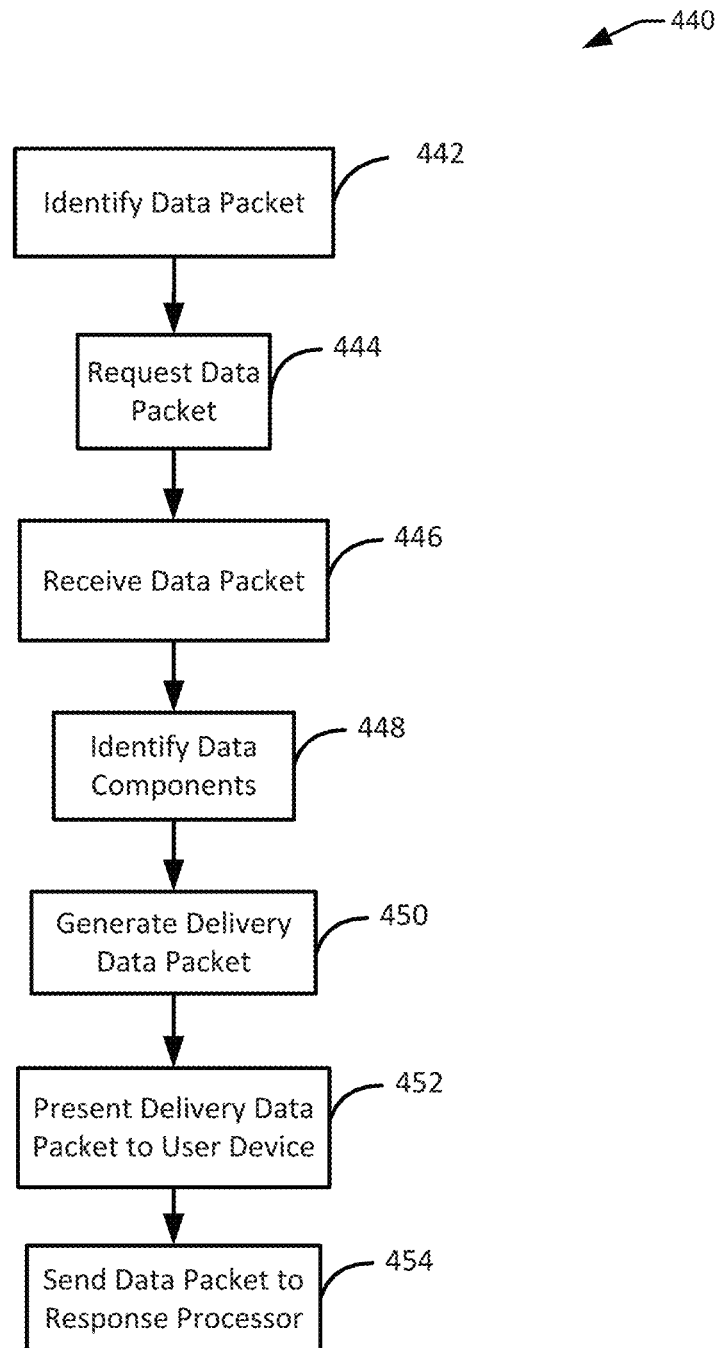 440
Identify Data Packet
442
Request Data
Packet
444
Receive Data Packet
446
Identify Data
Components
448
Generate Delivery
Data Packet
450
Present Delivery Data
Packet to User Device
452
Send Data Packet to
Response Processor
454